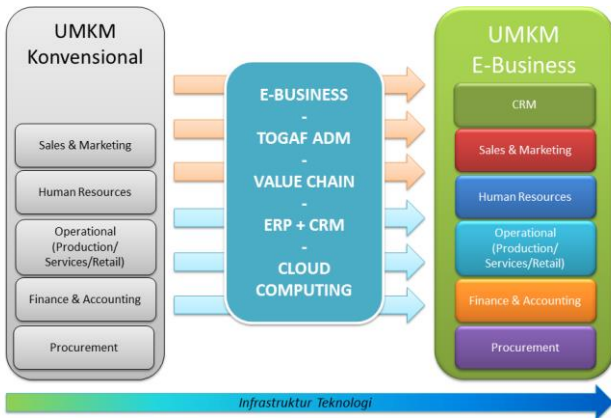 UMKM
Konvensional
Sales & Marketing
Human Resources
Operational
(Production/
Services/Retail)
Finance & Accounting
Procurement
E-BUSINESS
-
TOGAF ADM
-
VALUE CHAIN
-
ERP + CRM
-
CLOUD
COMPUTING
UMKM
E-Business
CRM
Sales & Marketing
Human Resources
Operational
(Production/
Services/Retail)
Finance & Accounting
Procurement
Infrastruktur Teknologi